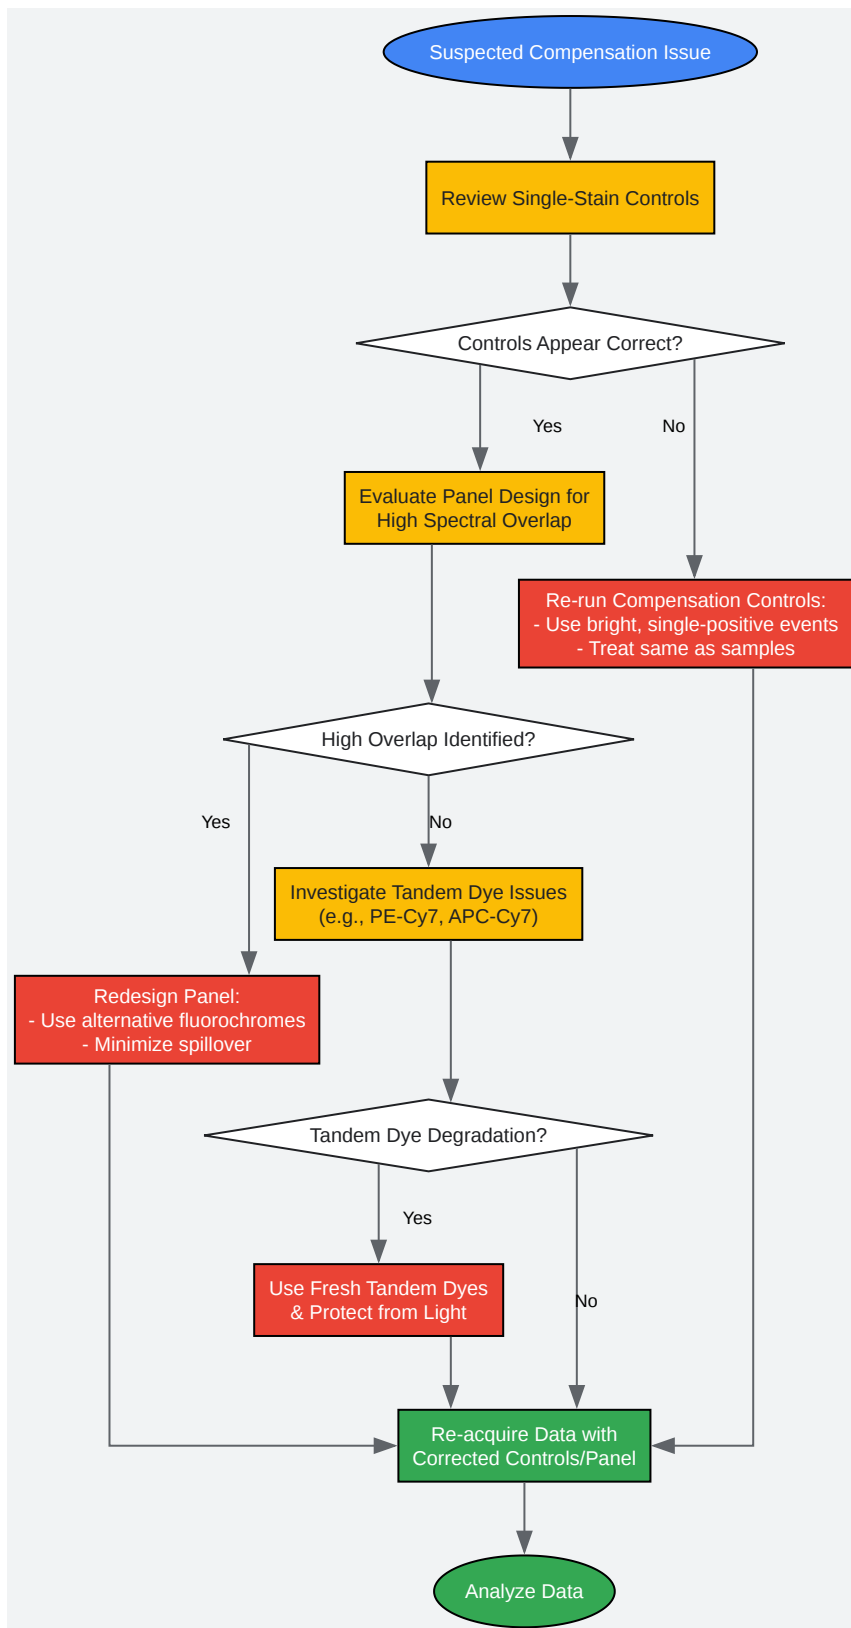 Suspected Compensation Issue
Review Single-Stain Controls
Controls Appear Correct?
Yes
No
Evaluate Panel Design for
High Spectral Overlap
Re-run Compensation Controls:
- Use bright, single-positive events
- Treat same as samples
High Overlap Identified?
Yes
No
Investigate Tandem Dye Issues
(e.g., PE-Cy7, APC-Cy7)
Redesign Panel:
- Use alternative fluorochromes
- Minimize spillover
Tandem Dye Degradation?
Yes
Use Fresh Tandem Dyes
& Protect from Light
No
Re-acquire Data with
Corrected Controls/Panel
Analyze Data